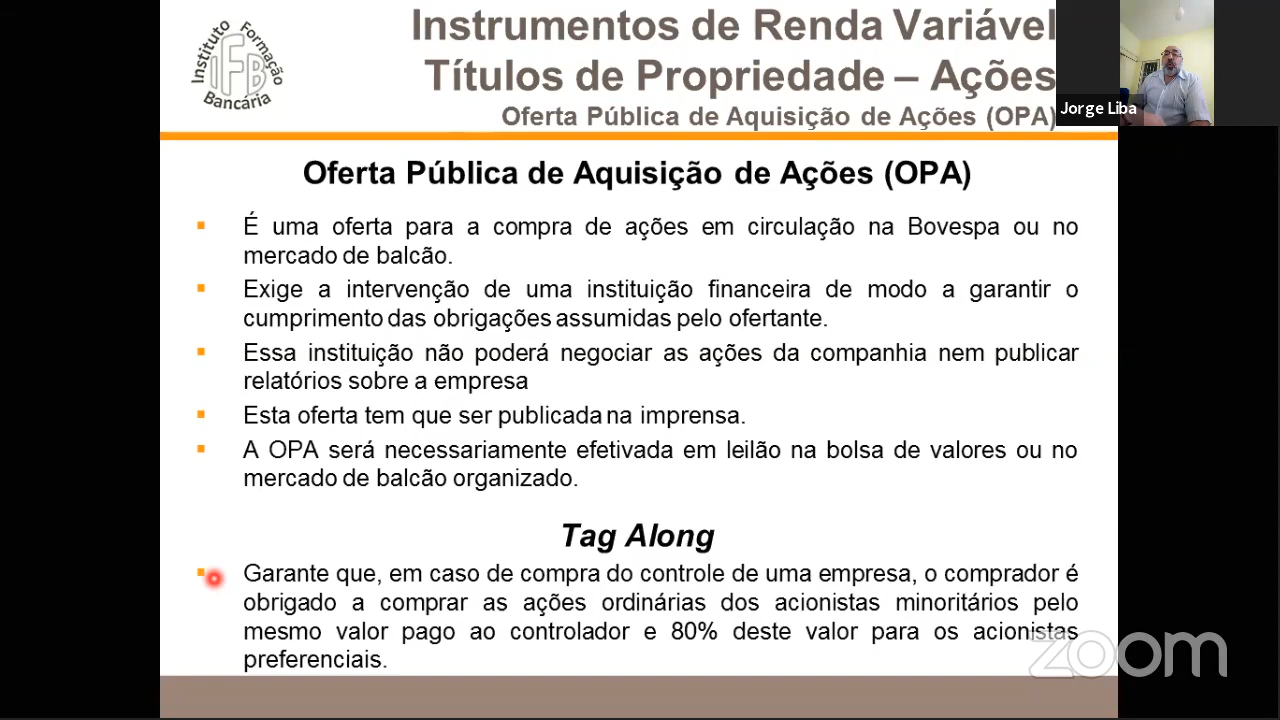 Instituto Formação
IFB
Bancária
Instrumentos de Renda Variável
Títulos de Propriedade – Ações
Oferta Pública de Aquisição de Ações (OPA)
Jorge Liba
Oferta Pública de Aquisição de Ações (OPA)
É uma oferta para a compra de ações em circulação na Bovespa ou no
mercado de balcão.
Exige a intervenção de uma instituição financeira de modo a garantir o
cumprimento das obrigações assumidas pelo ofertante.
Essa instituição não poderá negociar as ações da companhia nem publicar
relatórios sobre a empresa
Esta oferta tem que ser publicada na imprensa.
A OPA será necessariamente efetivada em leilão na bolsa de valores ou no
mercado de balcão organizado.
Tag Along
Garante que, em caso de compra do controle de uma empresa, o comprador é
obrigado a comprar as ações ordinárias dos acionistas minoritários pelo
mesmo valor pago ao controlador e 80% deste valor para os acionistas
preferenciais.
zoom